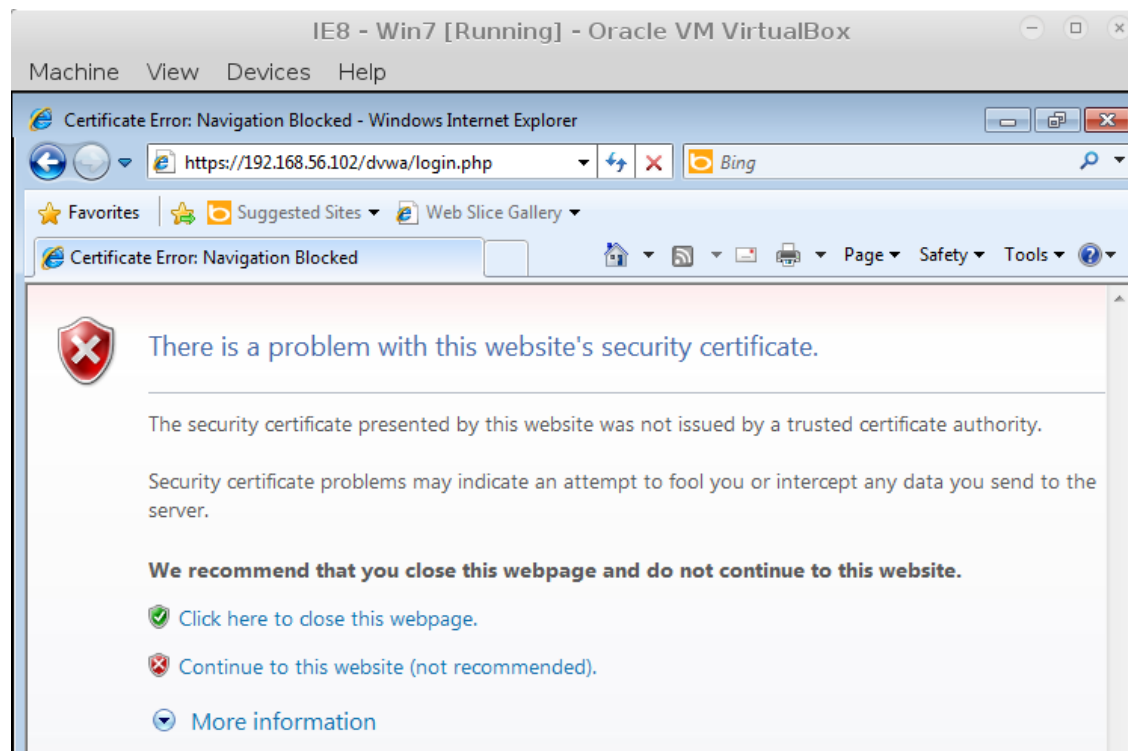 IE8 - Win7 [Running] - Oracle VM VirtualBox
Machine View Devices Help
Certificate Error: Navigation Blocked - Windows Internet Explorer
https://192.168.56.102/dvwa/login.php Bing
Favorites Suggested Sites Web Slice Gallery
Certificate Error: Navigation Blocked Page Safety Tools
There is a problem with this website's security certificate.
The security certificate presented by this website was not issued by a trusted certificate authority.
Security certificate problems may indicate an attempt to fool you or intercept any data you send to the
server.
We recommend that you close this webpage and do not continue to this website.
Click here to close this webpage.
Continue to this website (not recommended).
More information